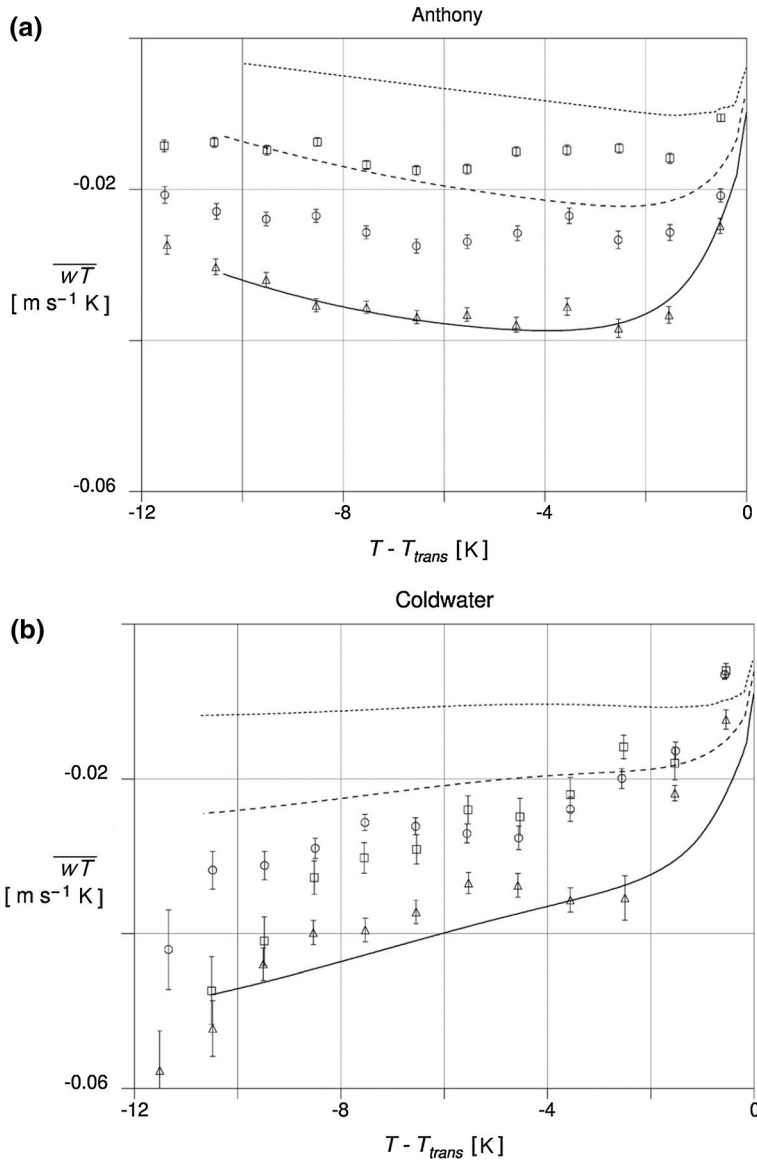 (a)
Anthony
-0.02
wT
[ m s⁻¹ K]
-0.06
-12
-8
-4
0
T - Ttrans [K]
(b)
Coldwater
-0.02
wT
[ m s⁻¹ K]
-0.06
-12
-8
-4
0
T - Ttrans [K]